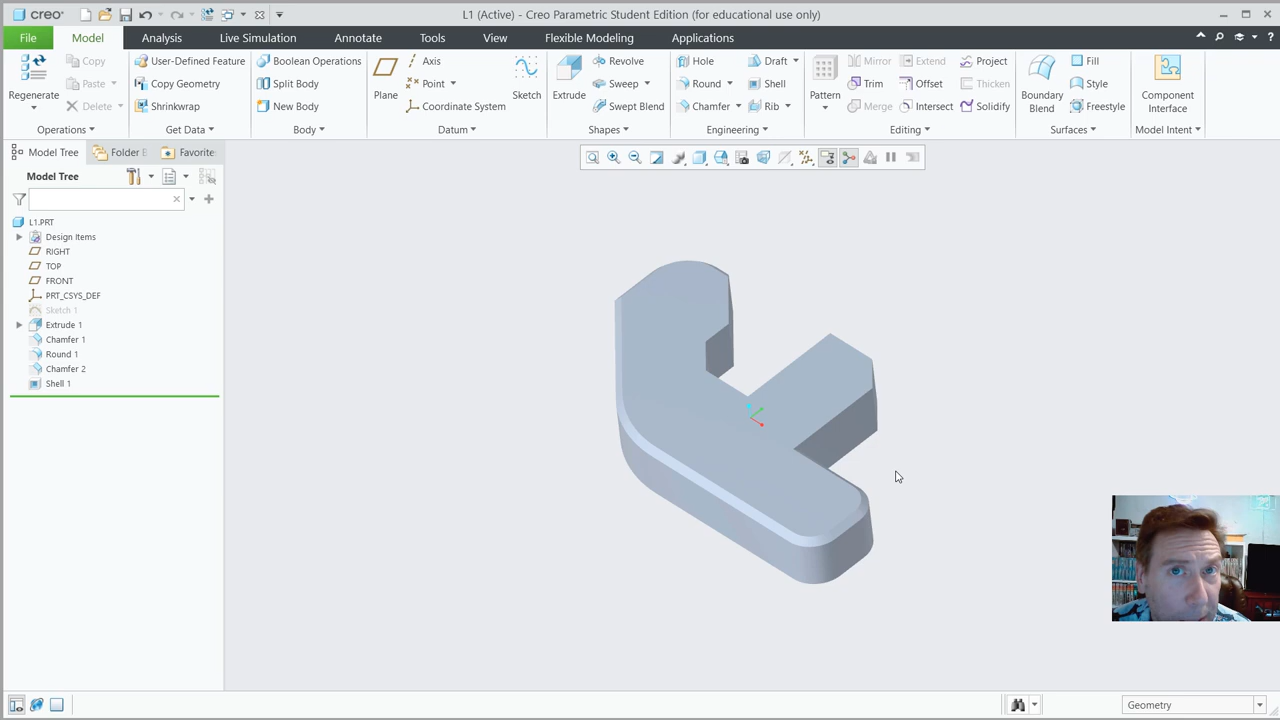 creo
L1 (Active) - Creo Parametric Student Edition (for educational use only)
File
Model
Analysis
Live Simulation
Annotate
Tools
View
Flexible Modeling
Applications
Regenerate
Copy
Paste
Delete
Operations
User-Defined Feature
Copy Geometry
Shrinkwrap
Get Data
Boolean Operations
Split Body
New Body
Body
Plane
Axis
Point
Coordinate System
Sketch
Datum
Extrude
Revolve
Sweep
Swept Blend
Shapes
Hole
Round
Chamfer
Draft
Shell
Rib
Engineering
Pattern
Mirror
Trim
Merge
Extend
Offset
Intersect
Project
Thicken
Solidify
Editing
Boundary
Blend
Fill
Style
Freestyle
Surfaces
Component
Interface
Model Intent
Model Tree
Folder B
Favorite
Model Tree
L1.PRT
Design Items
RIGHT
TOP
FRONT
PRT_CSYS_DEF
Sketch 1
Extrude 1
Chamfer 1
Round 1
Chamfer 2
Shell 1
Geometry